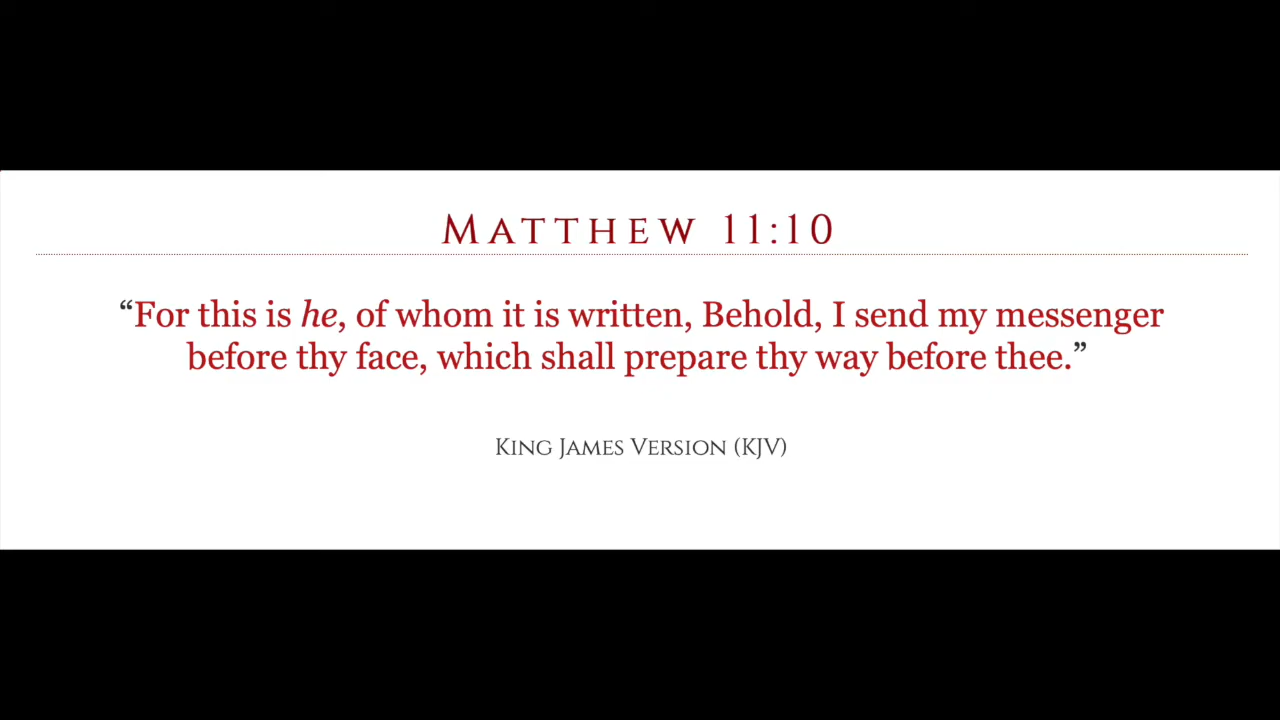 Matthew 11:10
“For this is he, of whom it is written, Behold, I send my messenger
before thy face, which shall prepare thy way before thee.”
King James Version (KJV)